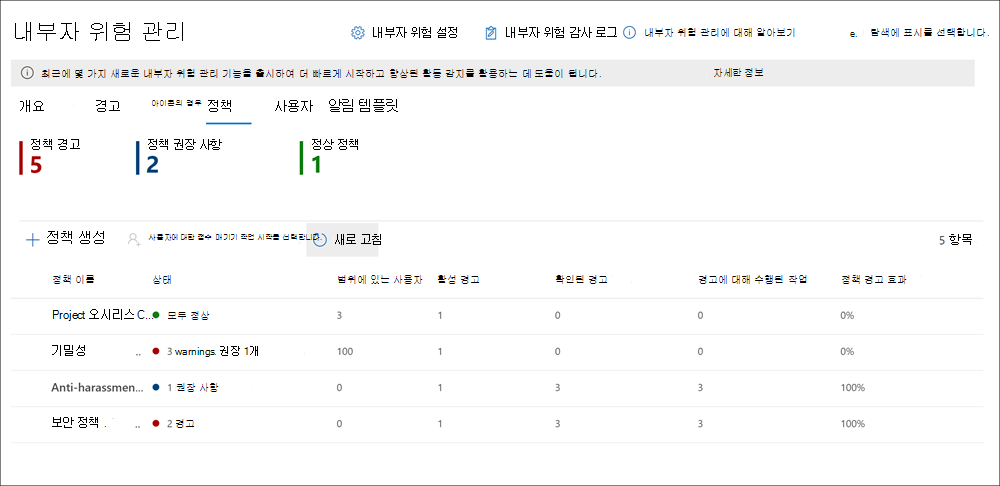 내부자 위험 관리 내부자 위험 설정 내부자 위험 감사 로그 내부자 위험 관리에 대해 알아보기 e. 탐색에 표시를 선택합니다.
최근에 몇 가지 새로운 내부자 위험 관리 기능을 출시하여 더 빠르게 시작하고 향상된 활동 감지를 활용하는 데 도움이 됩니다. 자세한 정보
개요 경고 아이콘의 경우 정책 사용자 알림 템플릿
정책 경고 정책 권장 사항 정상 정책
5 2 1
정책 생성 사용자에 대한 점수 매기기 작업 시작을 선택합니다. 새로 고침 5 항목
정책 이름 상태 범위에 있는 사용자 활성 경고 확인된 경고 경고에 대해 수행된 작업 정책 경고 효과
Project 오시리스 C... 모두 정상 3 1 0 0 0%
기밀성 .. 3 warnings. 권장 1개 100 1 0 0 0%
Anti-harassmen... 1 권장 사항 0 1 3 3 100%
보안 정책 . .. 2 경고 0 1 3 3 100%